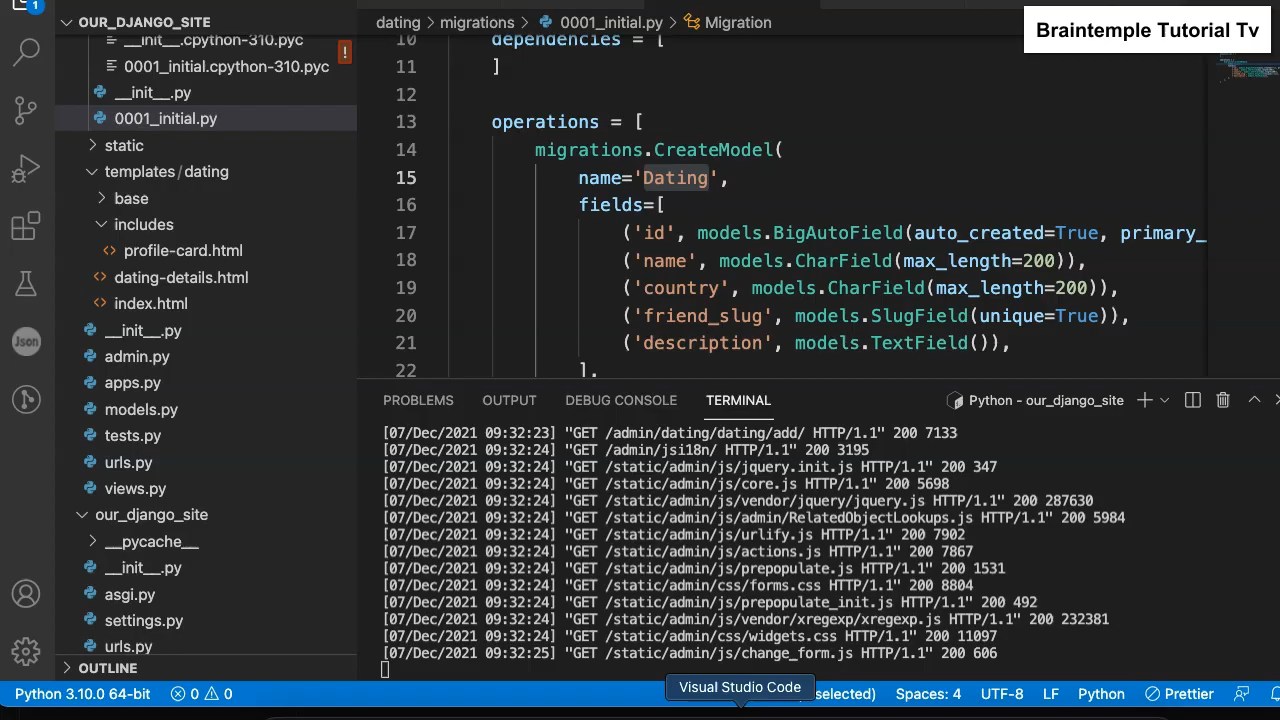 1
OUR_DJANGO_SITE
__init__.cpython-310.pyc
!
0001_initial.cpython-310.pyc
__init__.py
0001_initial.py
static
templates/dating
base
includes
profile-card.html
dating-details.html
index.html
__init__.py
admin.py
apps.py
models.py
tests.py
urls.py
views.py
our_django_site
__pycache__
__init__.py
asgi.py
settings.py
urls.py
OUTLINE
Json
dating > migrations > 0001_initial.py > Migration
Braintemple Tutorial Tv
10 dependencies = [
11 ]
12
13 operations = [
14 migrations.CreateModel(
15 name='Dating',
16 fields=[
17 ('id', models.BigAutoField(auto_created=True, primary_
18 ('name', models.CharField(max_length=200)),
19 ('country', models.CharField(max_length=200)),
20 ('friend_slug', models.SlugField(unique=True)),
21 ('description', models.TextField()),
22 ],
PROBLEMS OUTPUT DEBUG CONSOLE TERMINAL Python - our_django_site
[07/Dec/2021 09:32:23] "GET /admin/dating/dating/add/ HTTP/1.1" 200 7133
[07/Dec/2021 09:32:24] "GET /admin/jsi18n/ HTTP/1.1" 200 3195
[07/Dec/2021 09:32:24] "GET /static/admin/js/jquery.init.js HTTP/1.1" 200 347
[07/Dec/2021 09:32:24] "GET /static/admin/js/core.js HTTP/1.1" 200 5698
[07/Dec/2021 09:32:24] "GET /static/admin/js/vendor/jquery/jquery.js HTTP/1.1" 200 287630
[07/Dec/2021 09:32:24] "GET /static/admin/js/admin/RelatedObjectLookups.js HTTP/1.1" 200 5984
[07/Dec/2021 09:32:24] "GET /static/admin/js/urlify.js HTTP/1.1" 200 7902
[07/Dec/2021 09:32:24] "GET /static/admin/js/actions.js HTTP/1.1" 200 7867
[07/Dec/2021 09:32:24] "GET /static/admin/js/prepopulate.js HTTP/1.1" 200 1531
[07/Dec/2021 09:32:24] "GET /static/admin/css/forms.css HTTP/1.1" 200 8804
[07/Dec/2021 09:32:24] "GET /static/admin/js/prepopulate_init.js HTTP/1.1" 200 492
[07/Dec/2021 09:32:24] "GET /static/admin/js/vendor/xregexp/xregexp.js HTTP/1.1" 200 232381
[07/Dec/2021 09:32:24] "GET /static/admin/css/widgets.css HTTP/1.1" 200 11097
[07/Dec/2021 09:32:25] "GET /static/admin/js/change_form.js HTTP/1.1" 200 606
Visual Studio Code
Python 3.10.0 64-bit 0 0 selected) Spaces: 4 UTF-8 LF Python Prettier